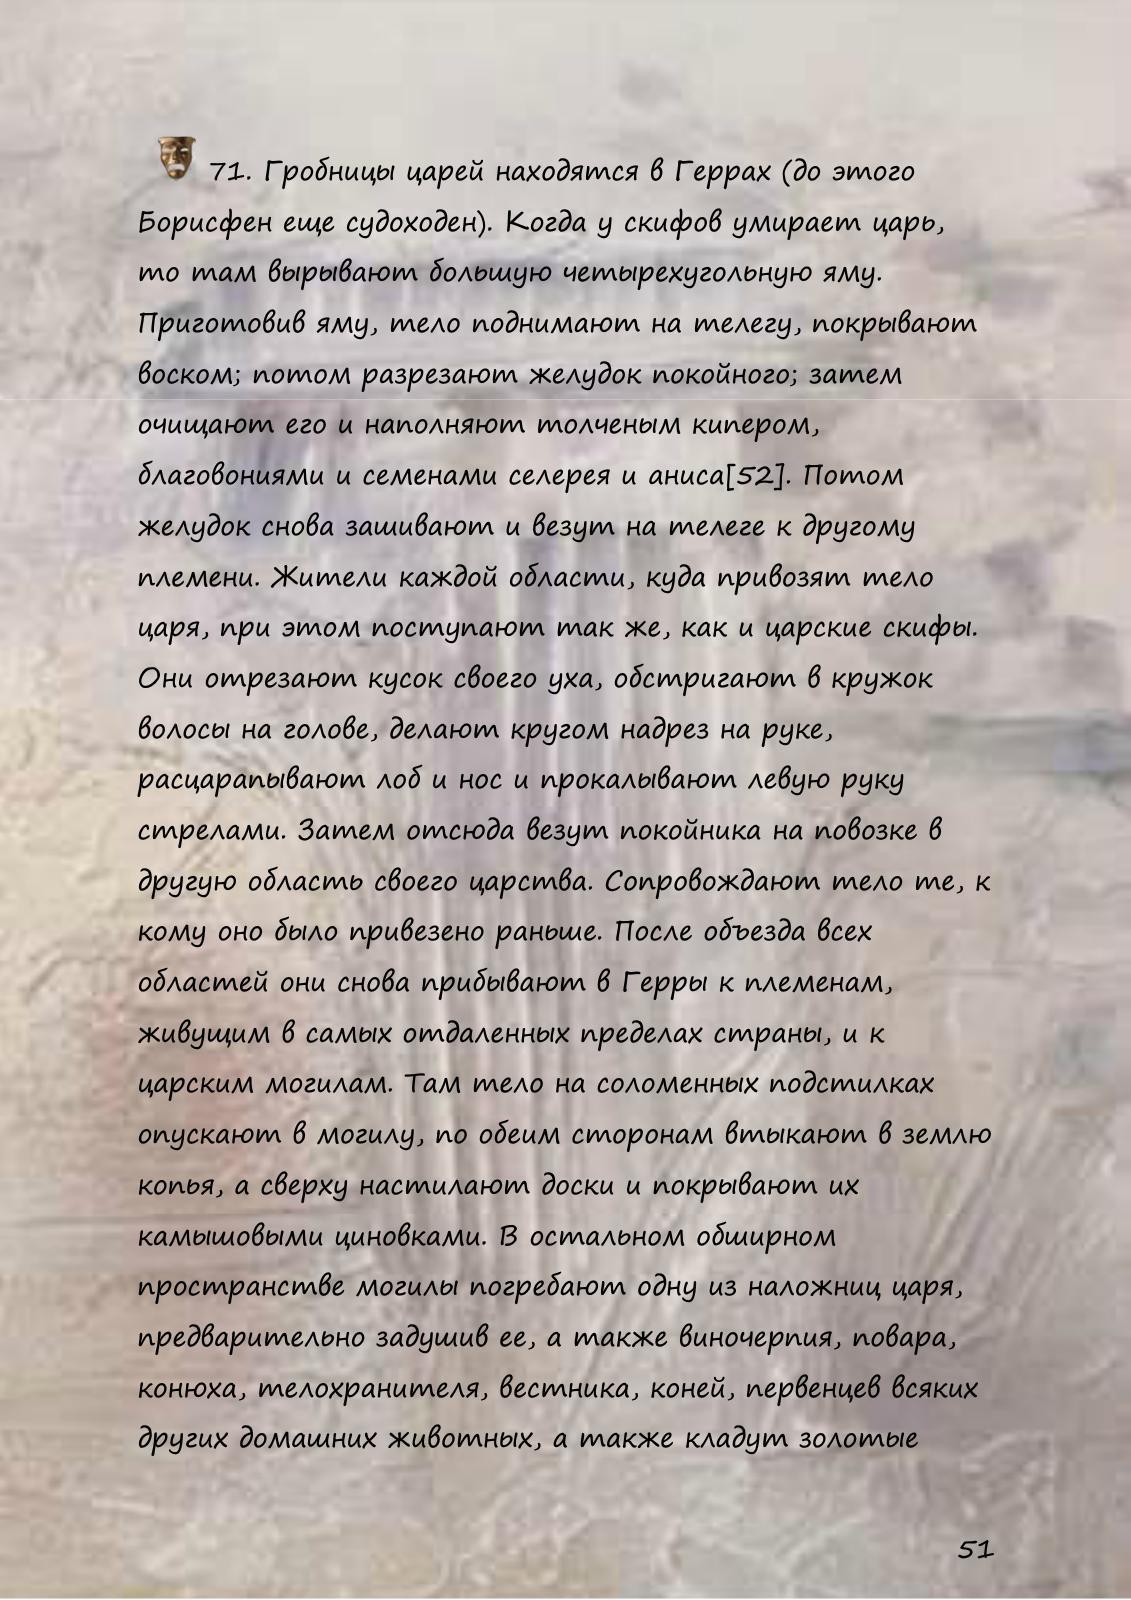 71. Гробницы царей находятся в Геррах (до этого
Борисфен еще судоходен). Когда у скифов умирает царь,
то там вырывают большую четырехугольную яму.
Приготовив яму, тело поднимают на телегу, покрывают
воском; потом разрезают желудок покойного; затем
очищают его и наполняют толченым кипером,
благовониями и семенами селерея и аниса[52]. Потом
желудок снова зашивают и везут на телеге к другому
племени. Жители каждой области, куда привозят тело
царя, при этом поступают так же, как и царские скифы.
Они отрезают кусок своего уха, обстригают в кружок
волосы на голове, делают кругом надрез на руке,
расцарапывают лоб и нос и прокалывают левую руку
стрелами. Затем отсюда везут покойника на повозке в
другую область своего царства. Сопровождают тело те, к
кому оно было привезено раньше. После объезда всех
областей они снова прибывают в Герры к племенам,
живущим в самых отдаленных пределах страны, и к
царским могилам. Там тело на соломенных подстилках
опускают в могилу, по обеим сторонам втыкают в землю
копья, а сверху настилают доски и покрывают их
камышовыми циновками. В остальном обширном
пространстве могилы погребают одну из наложниц царя,
предварительно задушив ее, а также виночерпия, повара,
конюха, телохранителя, вестника, коней, первенцев всяких
других домашних животных, а также кладут золотые
51